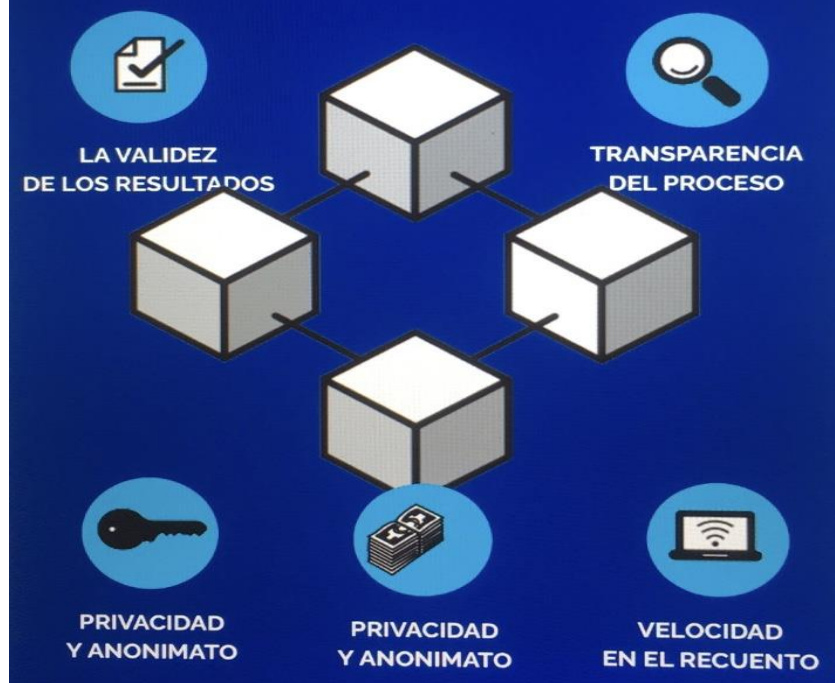 LA VALIDEZ
DE LOS RESULTADOS
TRANSPARENCIA
DEL PROCESO
PRIVACIDAD
Y ANONIMATO
PRIVACIDAD
Y ANONIMATO
VELOCIDAD
EN EL RECUENTO